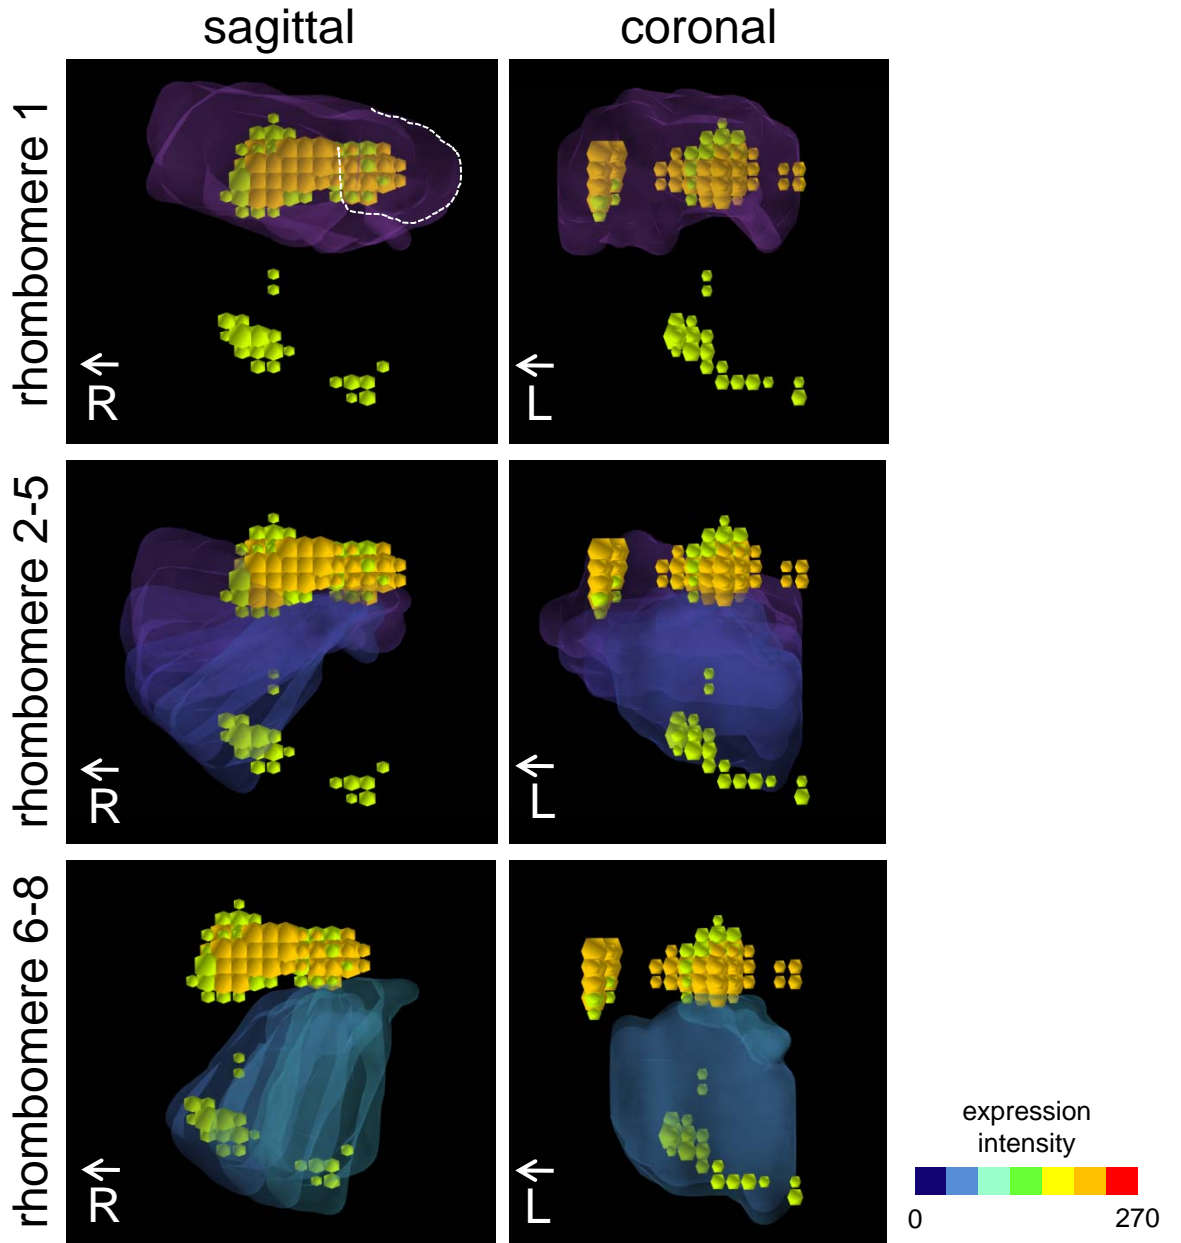 sagittal
coronal
rhombomere 1
R
L
rhombomere 2-5
R
L
rhombomere 6-8
R
L
expression
intensity
0
270